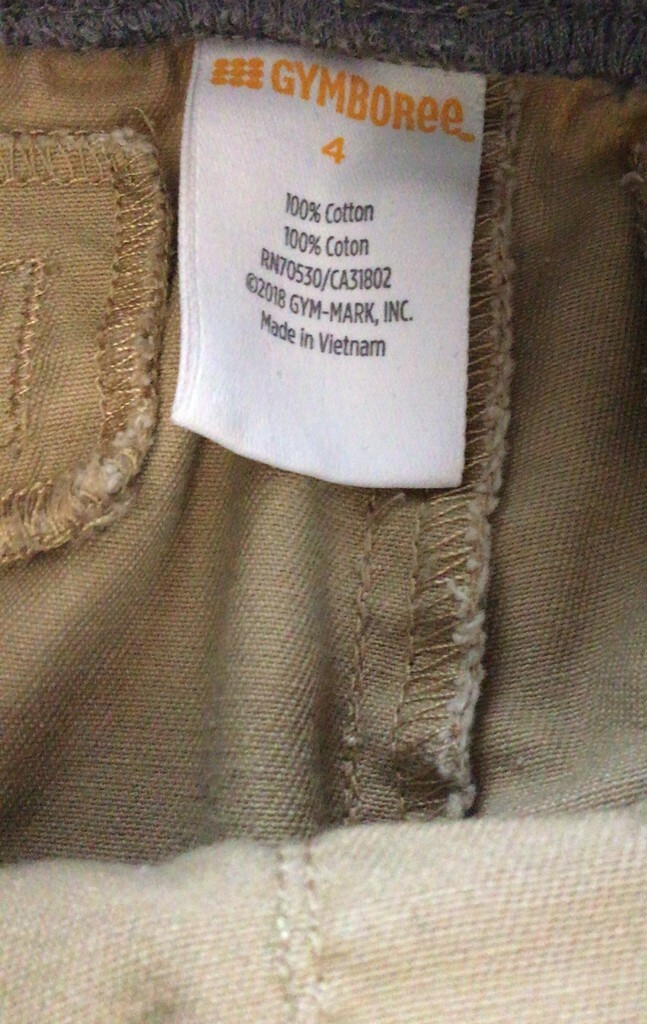 GYMBORee
4
100% Cotton
100% Coton
RN70530/CA31802
©2018 GYM-MARK, INC.
Made in Vietnam